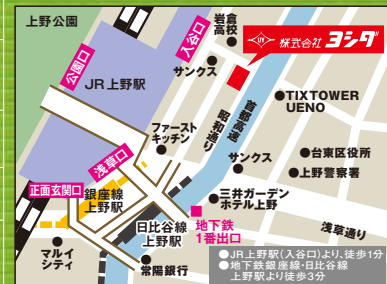 上野公園
岩倉
高校
入谷口
UY
株式会社 ヨシダ
公園口
サンクス
JR上野駅
首都高速
昭和通り
TIXTOWER
UENO
ファースト
キッチン
浅草口
サンクス
台東区役所
上野警察署
正面玄関口
銀座線
上野駅
三井ガーデン
ホテル上野
日比谷線
上野駅
地下鉄
1番出口
浅草通り
マルイ
シティ
常陽銀行
●JR上野駅(入谷口)より、徒歩1分
●地下鉄銀座線・日比谷線
上野駅より徒歩3分